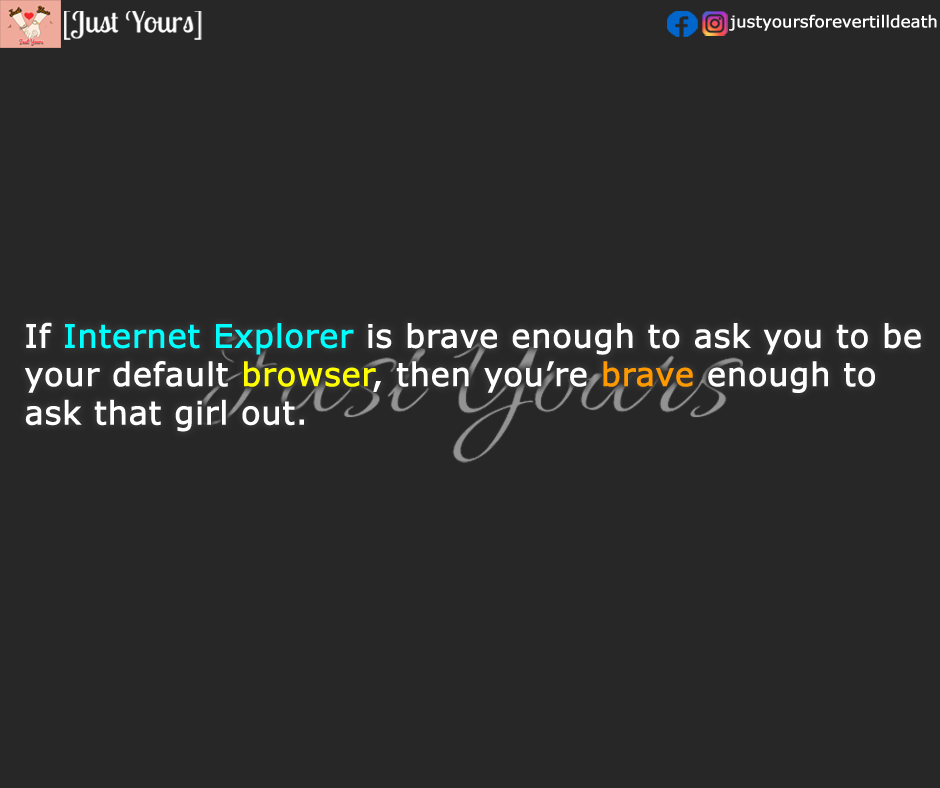 [Just Yours]
justyoursforevertilldeath
If Internet Explorer is brave enough to ask you to be
your default browser, then you’re brave enough to
ask that girl out.
Just Yours
Just Yours